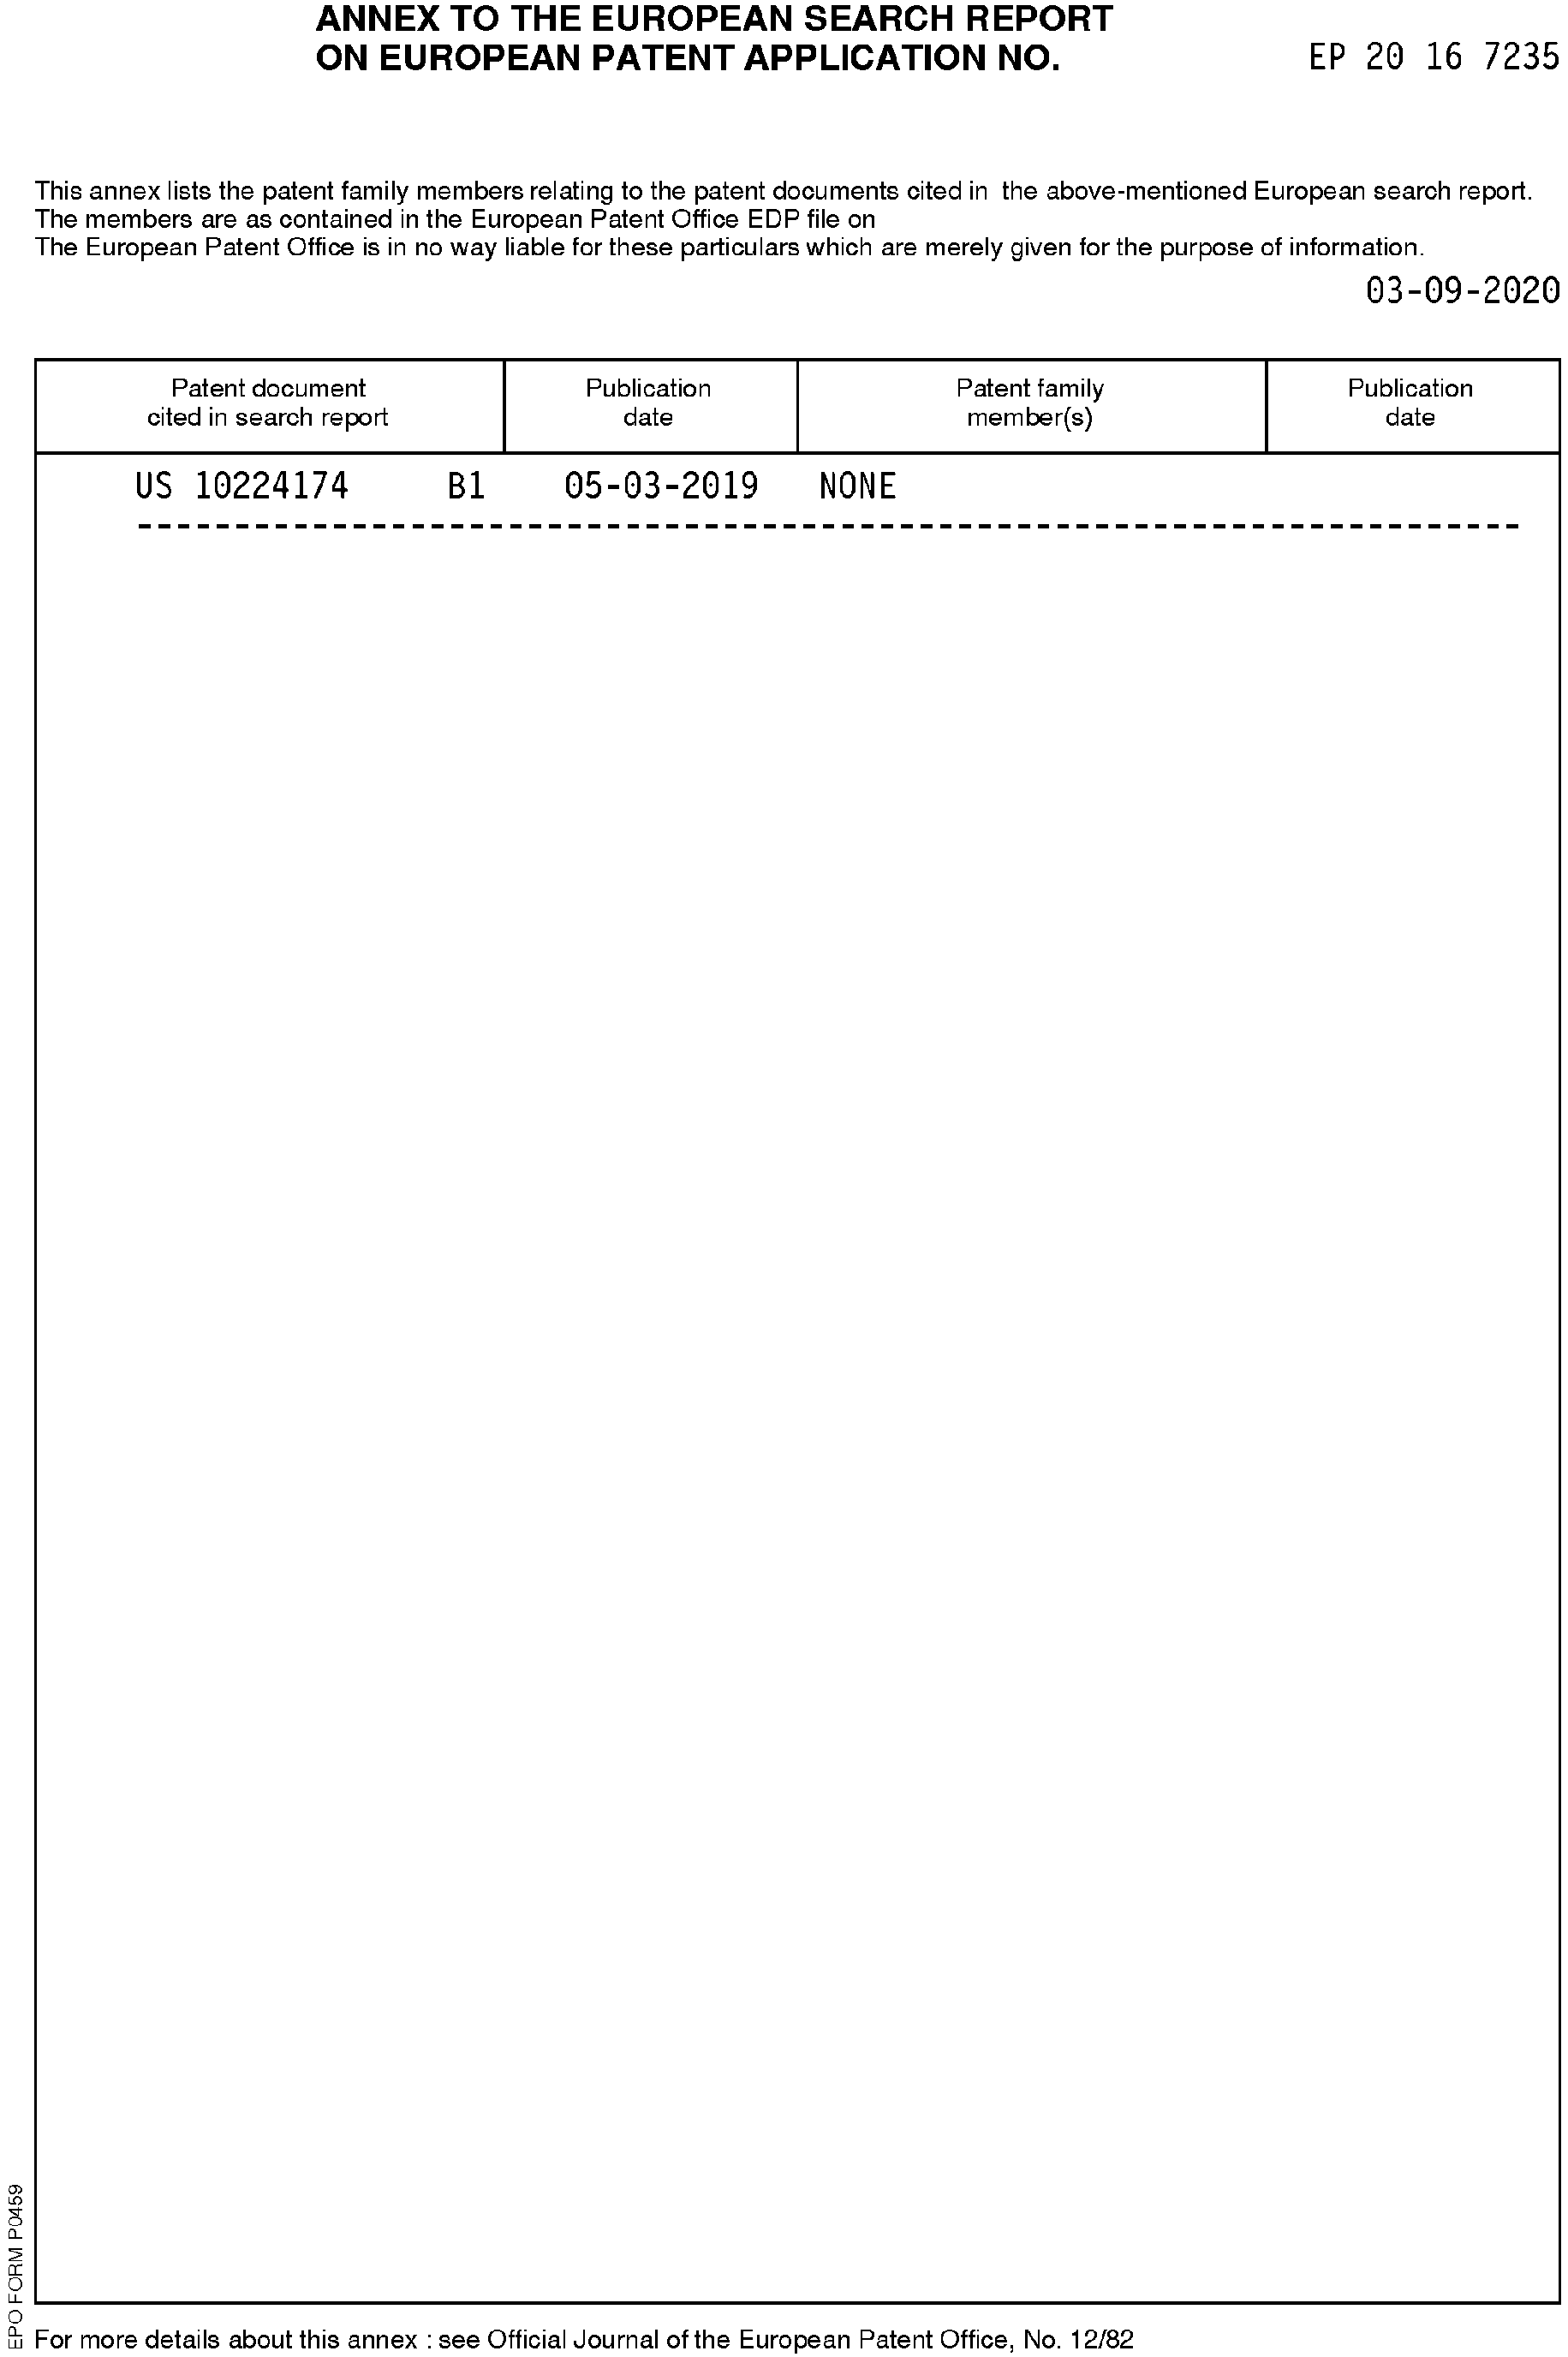 ANNEX TO THE EUROPEAN SEARCH REPORT
ON EUROPEAN PATENT APPLICATION NO. EP 20 16 7235
This annex lists the patent family members relating to the patent documents cited in the above-mentioned European search report.
The members are as contained in the European Patent Office EDP file on
The European Patent Office is in no way liable for these particulars which are merely given for the purpose of information.
03-09-2020
Patent document cited in search report Publication date Patent family member(s) Publication date
US 10224174 B1 05-03-2019 NONE
EPO FORM P0459
For more details about this annex : see Official Journal of the European Patent Office, No. 12/82